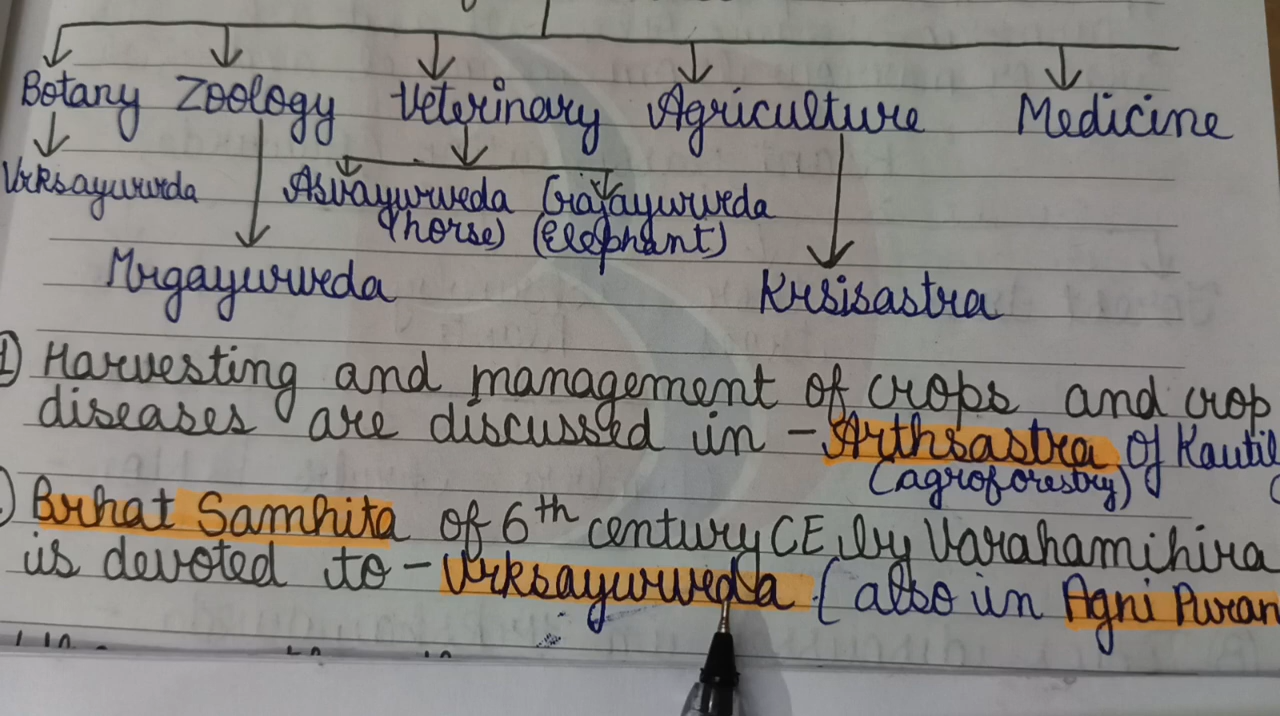 Botany Zoology Veterinary Agriculture Medicine
Vrksayurvrda Asvayurveda Gajayurveda
(horse) (Elephant)
Mrgayurveda Krsisastra
1) Harvesting and management of crops and crop
diseases are discussed in - Arthsastra of Kautil
(agroforestry)
Brhat Samhita of 6th century CE by Varahamihira
is devoted to - Vrksayurveda (also in Agni Puran